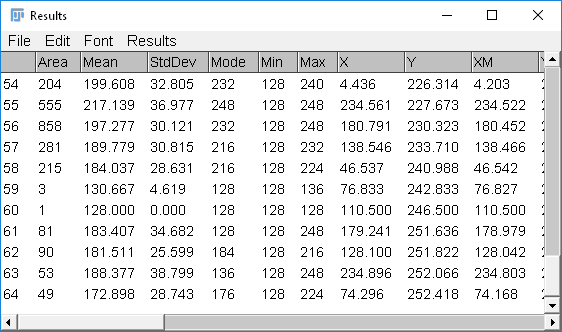 Results
File Edit Font Results
Area Mean StdDev Mode Min Max X Y XM
54 204 199.608 32.805 232 128 240 4.436 226.314 4.203
55 555 217.139 36.977 248 128 248 234.561 227.673 234.522
56 858 197.277 30.121 232 128 248 180.791 230.323 180.452
57 281 189.779 30.815 216 128 232 138.546 233.710 138.466
58 215 184.037 28.631 216 128 224 46.537 240.988 46.542
59 3 130.667 4.619 128 128 136 76.833 242.833 76.827
60 1 128.000 0.000 128 128 128 110.500 246.500 110.500
61 81 183.407 34.682 128 128 248 179.241 251.636 178.979
62 90 181.511 25.599 184 128 216 128.100 251.822 128.042
63 53 188.377 38.799 136 128 248 234.896 252.066 234.803
64 49 172.898 28.743 176 128 224 74.296 252.418 74.168